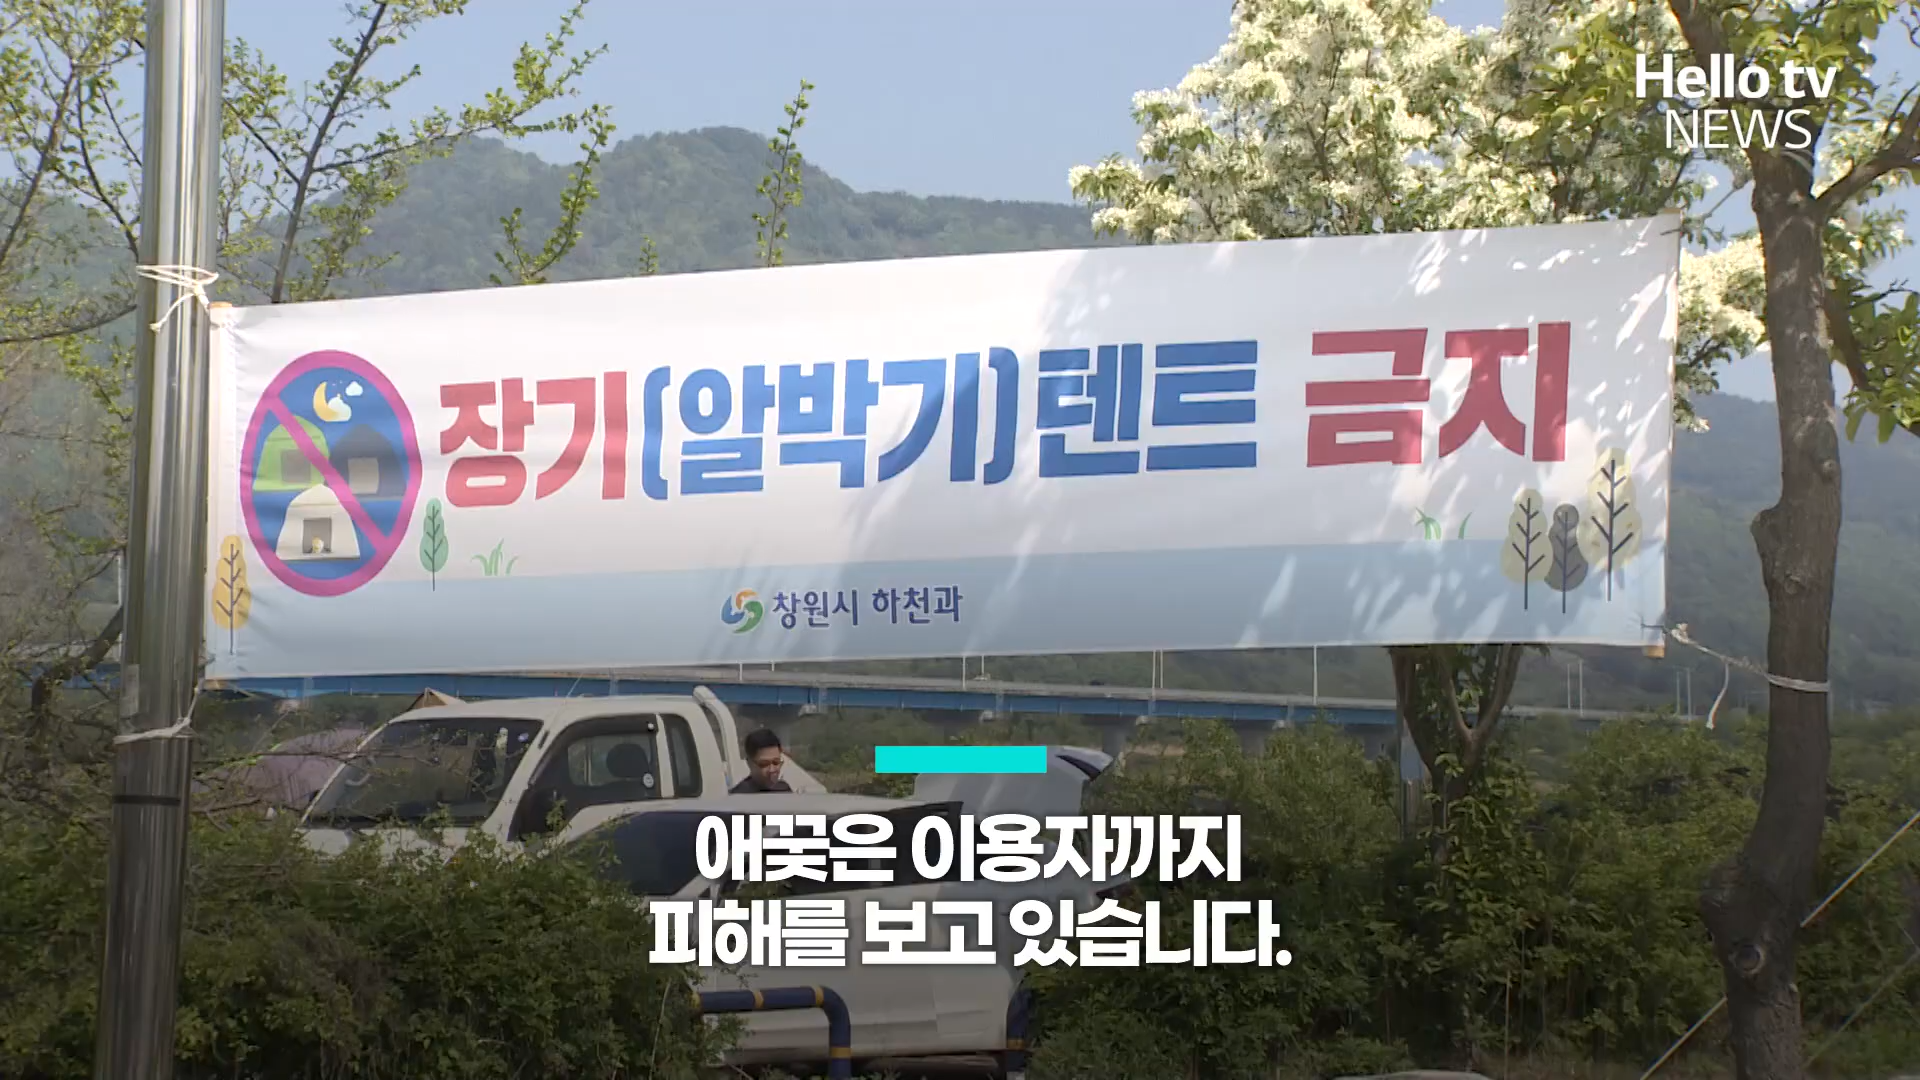 Hello tv
NEWS
장기(알박기)텐트 금지
창원시 하천과
애꿎은 이용자까지
피해를 보고 있습니다.